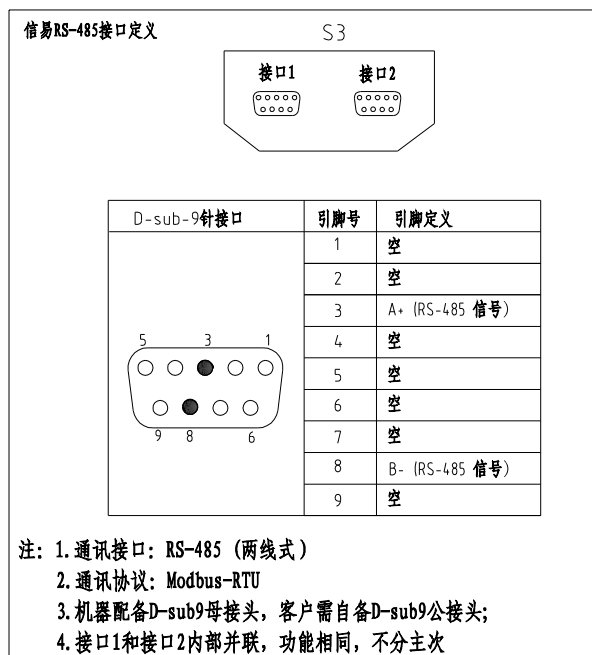 信易RS-485接口定义
S3
接口1 接口2
D-sub-9针接口 引脚号 引脚定义
1 空
2 空
3 A+ (RS-485 信号)
4 空
5 空
6 空
7 空
8 B- (RS-485 信号)
9 空
5 3 1
9 8 6
注: 1.通讯接口: RS-485 (两线式)
2.通讯协议: Modbus-RTU
3.机器配备D-sub9母接头, 客户需自备D-sub9公接头;
4.接口1和接口2内部并联, 功能相同, 不分主次